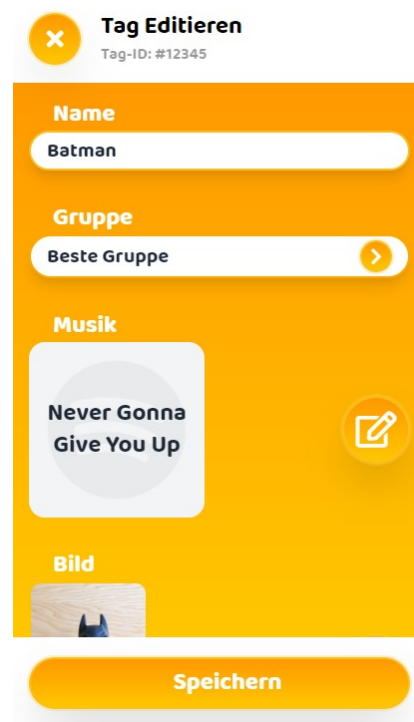 Tag Editieren
Tag-ID: #12345
Name
Batman
Gruppe
Beste Gruppe
Musik
Never Gonna
Give You Up
Bild
Speichern